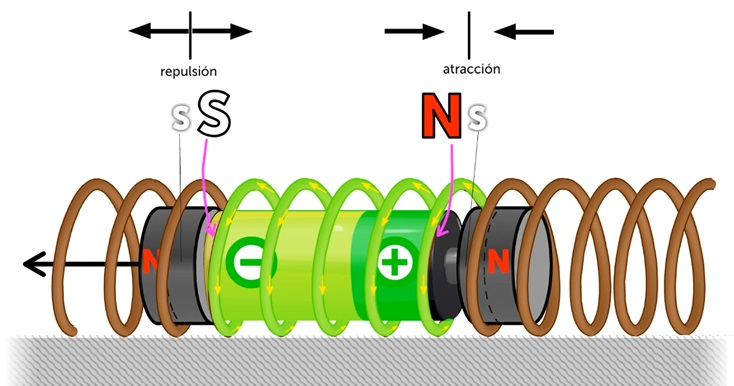 repulsión
atracción
S S
N S
N
− +
N